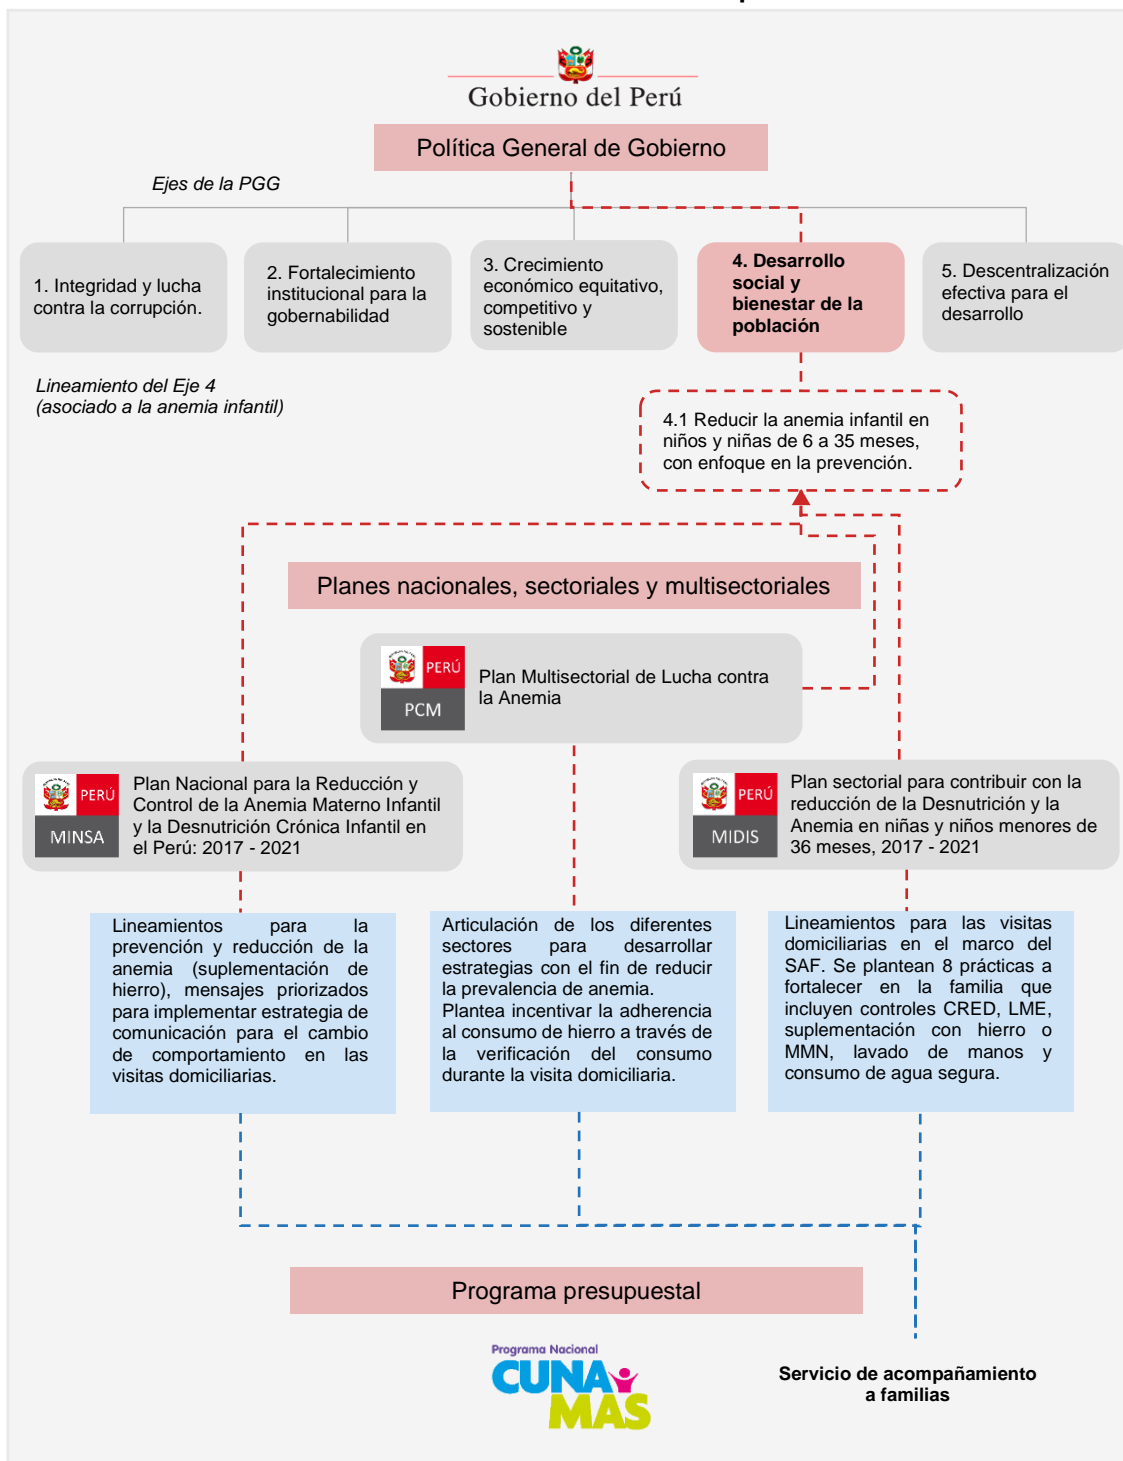 Gobierno del Perú
Política General de Gobierno
Ejes de la PGG
1. Integridad y lucha
contra la corrupción.
2. Fortalecimiento
institucional para la
gobernabilidad
3. Crecimiento
económico equitativo,
competitivo y
sostenible
4. Desarrollo
social y
bienestar de la
población
5. Descentralización
efectiva para el
desarrollo
Lineamiento del Eje 4
(asociado a la anemia infantil)
4.1 Reducir la anemia infantil en
niños y niñas de 6 a 35 meses,
con enfoque en la prevención.
Planes nacionales, sectoriales y multisectoriales
PERÚ
PCM
Plan Multisectorial de Lucha contra
la Anemia
PERÚ
MINSA
Plan Nacional para la Reducción y
Control de la Anemia Materno Infantil
y la Desnutrición Crónica Infantil en
el Perú: 2017 - 2021
PERÚ
MIDIS
Plan sectorial para contribuir con la
reducción de la Desnutrición y la
Anemia en niñas y niños menores de
36 meses, 2017 - 2021
Lineamientos para la
prevención y reducción de la
anemia (suplementación de
hierro), mensajes priorizados
para implementar estrategia de
comunicación para el cambio
de comportamiento en las
visitas domiciliarias.
Articulación de los diferentes
sectores para desarrollar
estrategias con el fin de reducir
la prevalencia de anemia.
Plantea incentivar la adherencia
al consumo de hierro a través de
la verificación del consumo
durante la visita domiciliaria.
Lineamientos para las visitas
domiciliarias en el marco del
SAF. Se plantean 8 prácticas a
fortalecer en la familia que
incluyen controles CRED, LME,
suplementación con hierro o
MMN, lavado de manos y
consumo de agua segura.
Programa presupuestal
Programa Nacional
CUNA
MAS
Servicio de acompañamiento
a familias